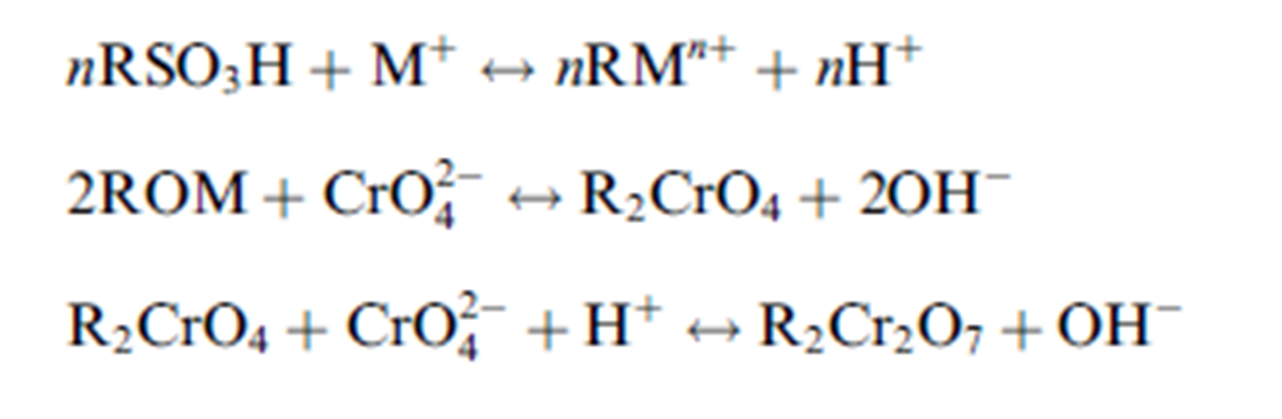 nRSO₃H + M⁺ ↔ nRMⁿ⁺ + nH⁺
2ROM + CrO₄²⁻ ↔ R₂CrO₄ + 2OH⁻
R₂CrO₄ + CrO₄²⁻ + H⁺ ↔ R₂Cr₂O₇ + OH⁻